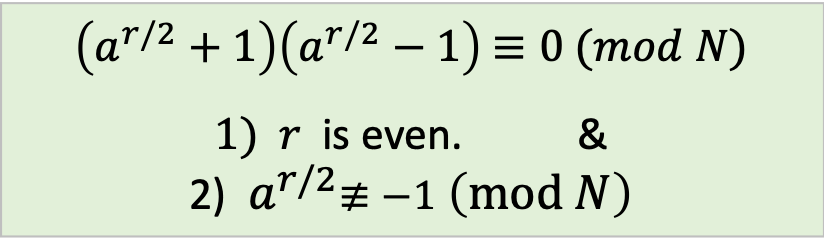 (a^{r/2} + 1)(a^{r/2} − 1) ≡ 0 (mod N)
1) r is even. &
2) a^{r/2} ≢ −1 (mod N)